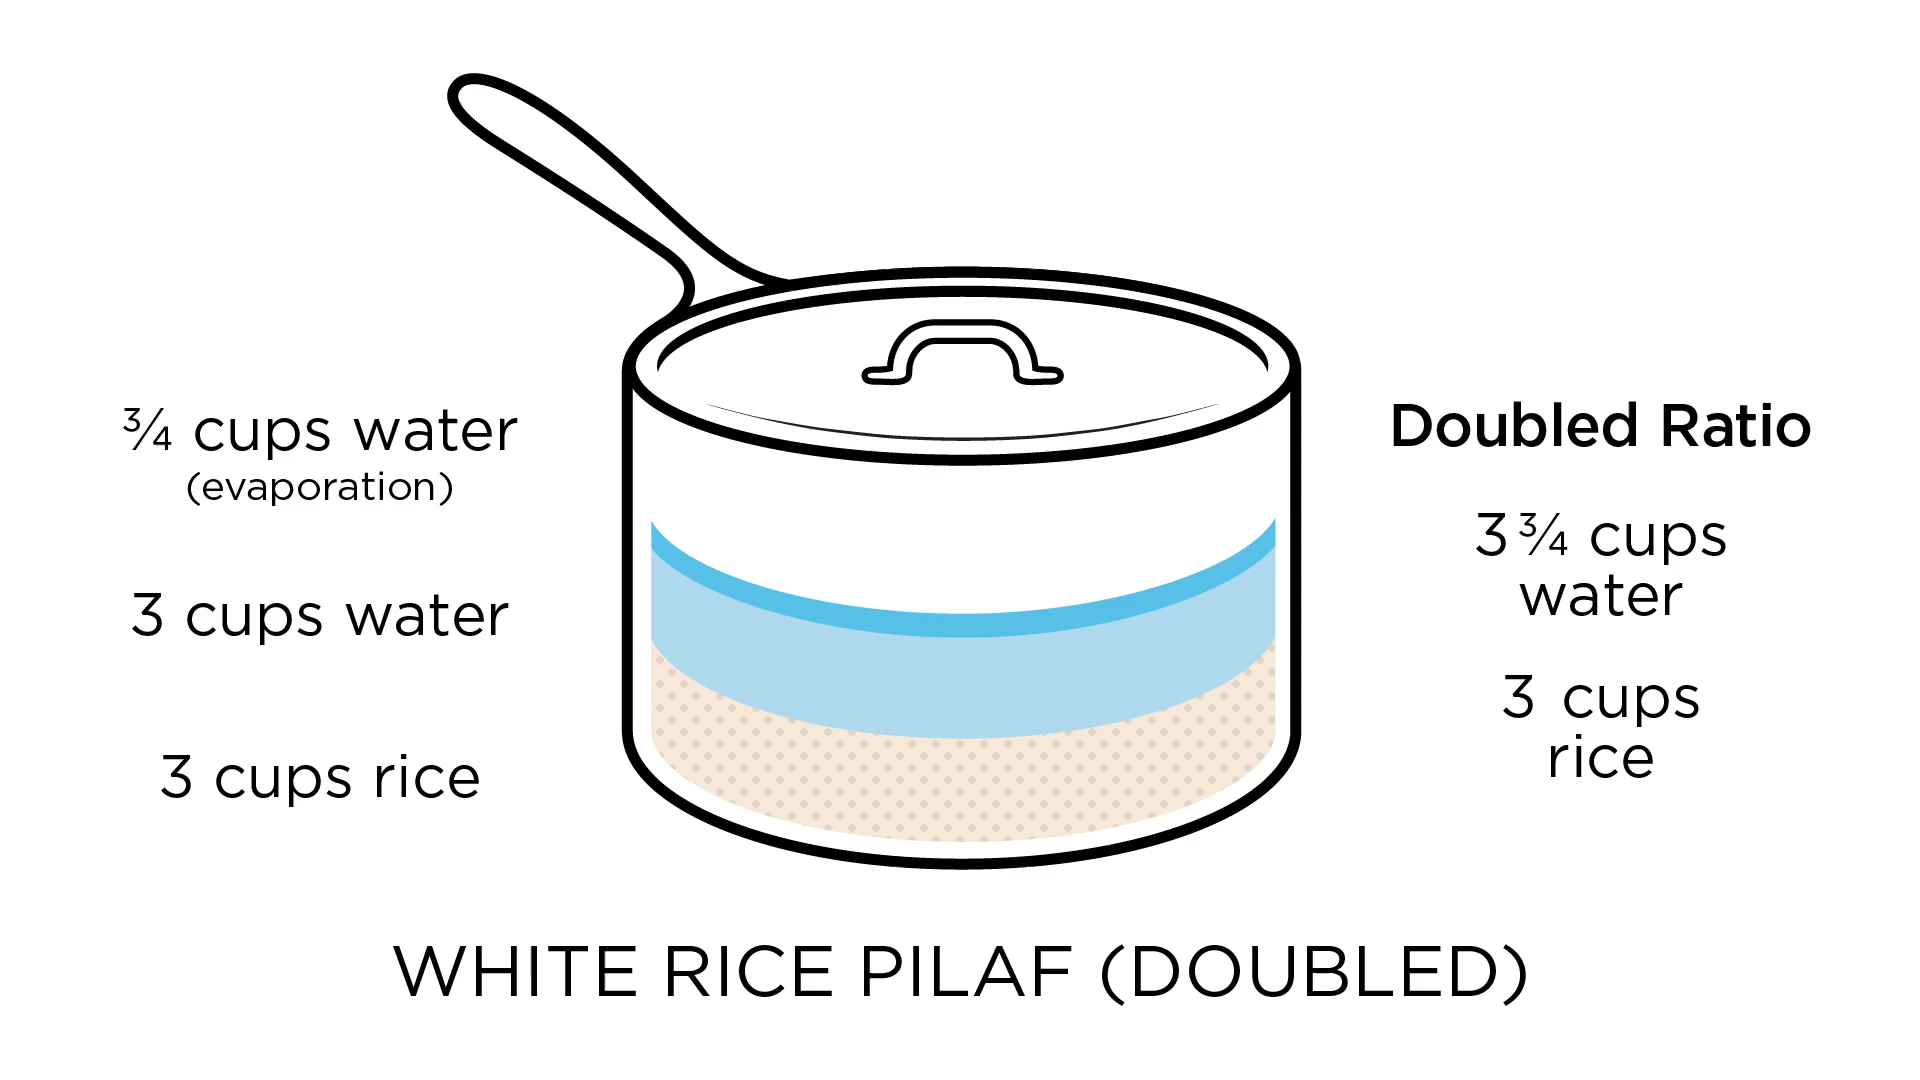 ¾ cups water
(evaporation)
3 cups water
3 cups rice
Doubled Ratio
3 ¾ cups
water
3 cups
rice
WHITE RICE PILAF (DOUBLED)